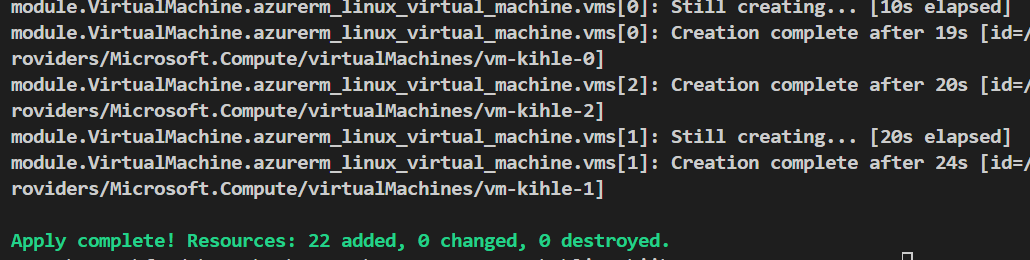 module.VirtualMachine.azurerm_linux_virtual_machine.vms[0]: Still creating... [10s elapsed]
module.VirtualMachine.azurerm_linux_virtual_machine.vms[0]: Creation complete after 19s [id=/
roviders/Microsoft.Compute/virtualMachines/vm-kihle-0]
module.VirtualMachine.azurerm_linux_virtual_machine.vms[2]: Creation complete after 20s [id=/
roviders/Microsoft.Compute/virtualMachines/vm-kihle-2]
module.VirtualMachine.azurerm_linux_virtual_machine.vms[1]: Still creating... [20s elapsed]
module.VirtualMachine.azurerm_linux_virtual_machine.vms[1]: Creation complete after 24s [id=/
roviders/Microsoft.Compute/virtualMachines/vm-kihle-1]
Apply complete! Resources: 22 added, 0 changed, 0 destroyed.